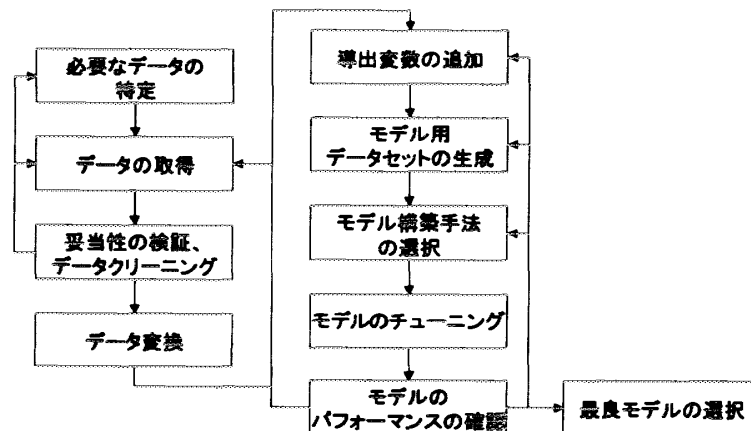 必要なデータの
特定
データの取得
妥当性の検証、
データクリーニング
データ変換
導出変数の追加
モデル用
データセットの生成
モデル構築手法
の選択
モデルのチューニング
モデルの
パフォーマンスの確認
最良モデルの選択